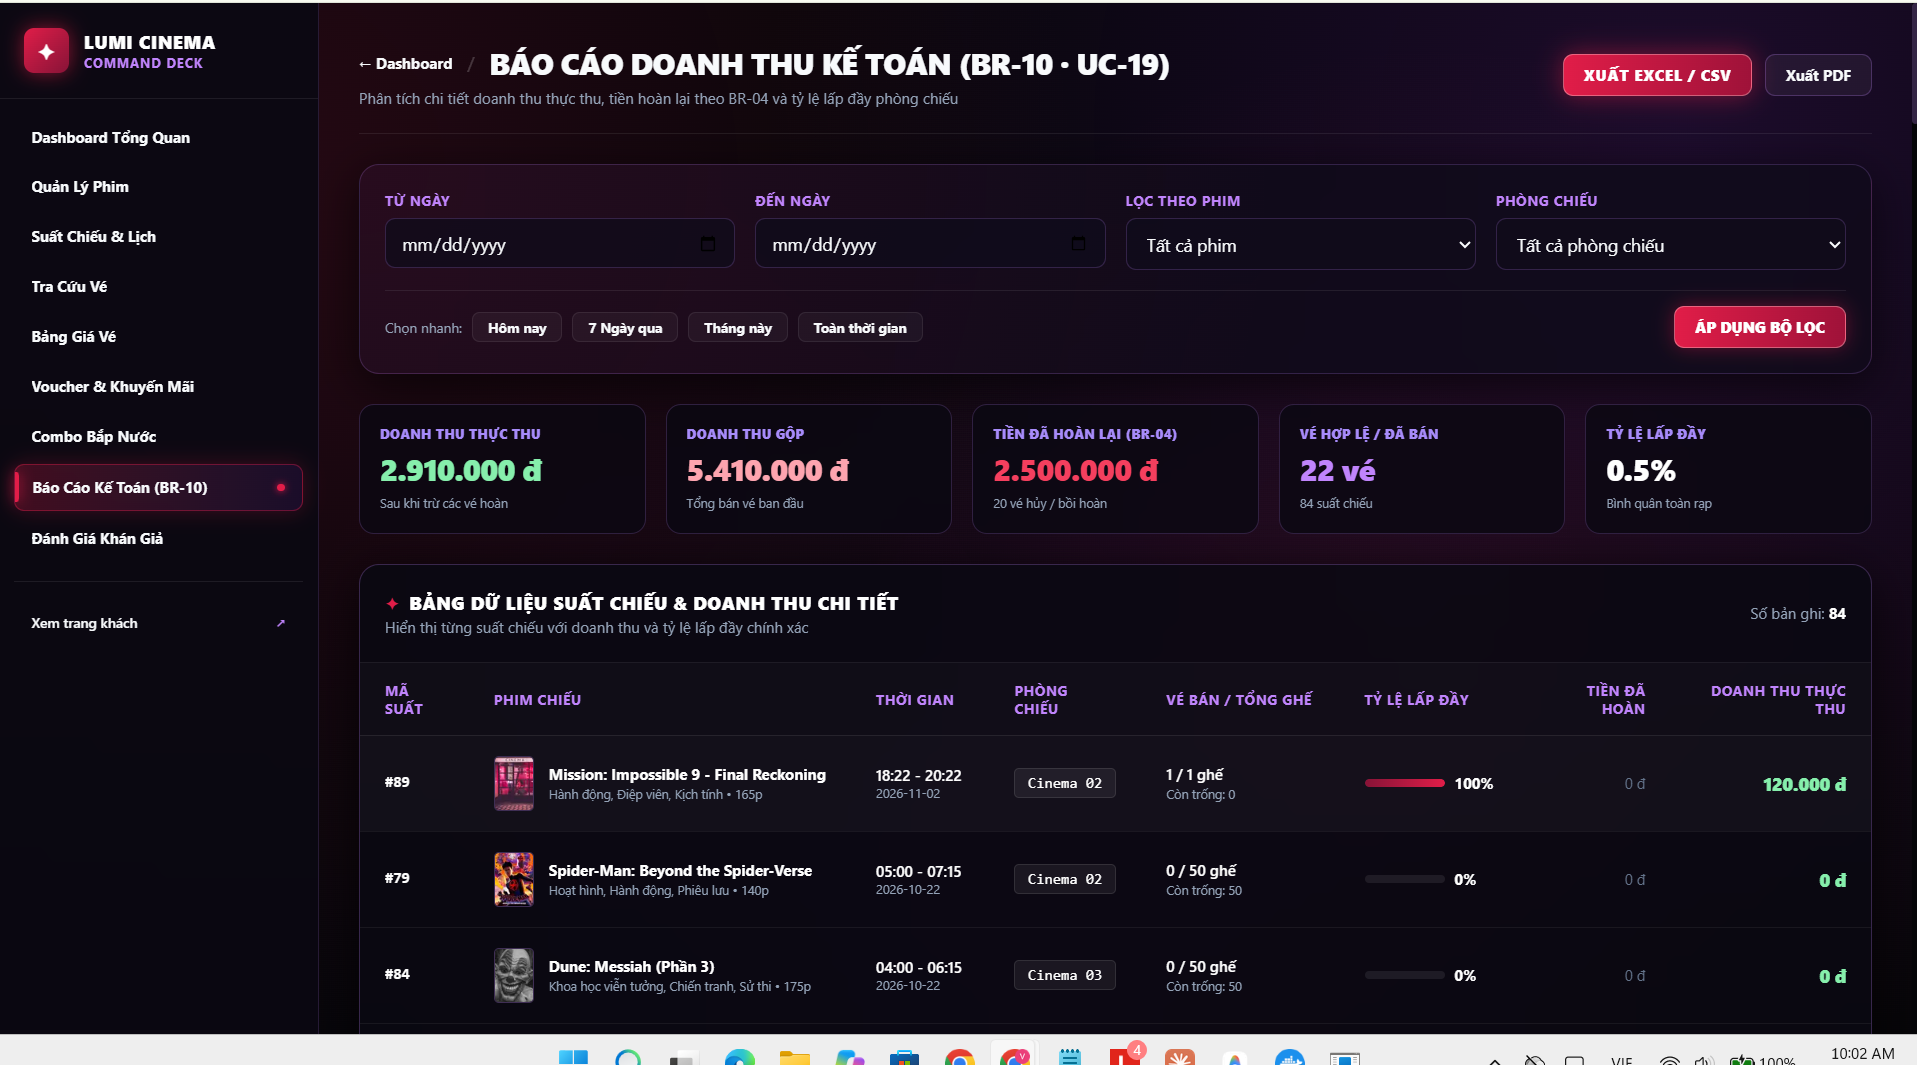 LUMI CINEMA
COMMAND DECK
Dashboard Tổng Quan
Quản Lý Phim
Suất Chiếu & Lịch
Tra Cứu Vé
Bảng Giá Vé
Voucher & Khuyến Mãi
Combo Bắp Nước
Báo Cáo Kế Toán (BR-10)
Đánh Giá Khán Giả
Xem trang khách ↗
← Dashboard / BÁO CÁO DOANH THU KẾ TOÁN (BR-10 · UC-19)
Phân tích chi tiết doanh thu thực thu, tiền hoàn lại theo BR-04 và tỷ lệ lấp đầy phòng chiếu
XUẤT EXCEL / CSV
Xuất PDF
TỪ NGÀY
mm/dd/yyyy
ĐẾN NGÀY
mm/dd/yyyy
LỌC THEO PHIM
Tất cả phim
PHÒNG CHIẾU
Tất cả phòng chiếu
Chọn nhanh: Hôm nay 7 Ngày qua Tháng này Toàn thời gian
ÁP DỤNG BỘ LỌC
DOANH THU THỰC THU
2.910.000 đ
Sau khi trừ các vé hoàn
DOANH THU GỘP
5.410.000 đ
Tổng bán vé ban đầu
TIỀN ĐÃ HOÀN LẠI (BR-04)
2.500.000 đ
20 vé hủy / bồi hoàn
VÉ HỢP LỆ / ĐÃ BÁN
22 vé
84 suất chiếu
TỶ LỆ LẤP ĐẦY
0.5%
Bình quân toàn rạp
BẢNG DỮ LIỆU SUẤT CHIẾU & DOANH THU CHI TIẾT
Hiển thị từng suất chiếu với doanh thu và tỷ lệ lấp đầy chính xác
Số bản ghi: 84
MÃ SUẤT
PHIM CHIẾU
THỜI GIAN
PHÒNG CHIẾU
VÉ BÁN / TỔNG GHẾ
TỶ LỆ LẤP ĐẦY
TIỀN ĐÃ HOÀN
DOANH THU THỰC THU
#89
Mission: Impossible 9 - Final Reckoning
Hành động, Điệp viên, Kịch tính • 165p
18:22 - 20:22
2026-11-02
Cinema 02
1 / 1 ghế
Còn trống: 0
100%
0 đ
120.000 đ
#79
Spider-Man: Beyond the Spider-Verse
Hoạt hình, Hành động, Phiêu lưu • 140p
05:00 - 07:15
2026-10-22
Cinema 02
0 / 50 ghế
Còn trống: 50
0%
0 đ
0 đ
#84
Dune: Messiah (Phần 3)
Khoa học viễn tưởng, Chiến tranh, Sử thi • 175p
04:00 - 06:15
2026-10-22
Cinema 03
0 / 50 ghế
Còn trống: 50
0%
0 đ
0 đ
4
VIE
100%
10:02 AM